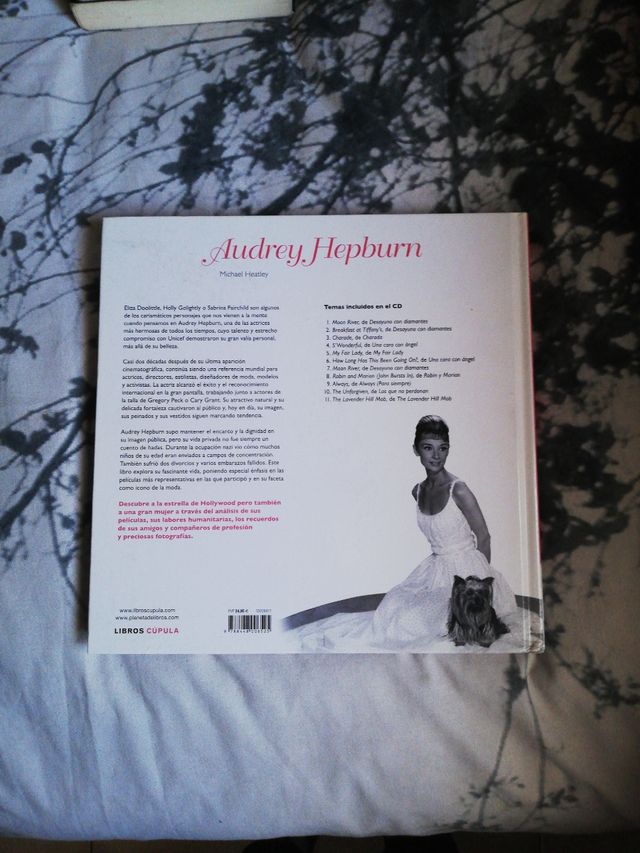 Audrey Hepburn
Michael Heatley
Eliza Doolittle, Holly Golightly o Sabrina Fairchild son algunos
de los carismáticos personajes que nos vienen a la mente
cuando pensamos en Audrey Hepburn, una de las actrices
más hermosas de todos los tiempos, cuyo talento y estrecho
compromiso con Unicef demostraron su gran valía personal,
más allá de su belleza.
Casi dos décadas después de su última aparición
cinematográfica, continúa siendo una referencia mundial para
actrices, directores, estilistas, diseñadores de moda, modelos
y activistas. La actriz alcanzó el éxito y el reconocimiento
internacional en la gran pantalla, trabajando junto a actores de
la talla de Gregory Peck o Cary Grant. Su atractivo natural y su
delicada fortaleza cautivaron al público y, hoy en día, su imagen,
sus peinados y sus vestidos siguen marcando tendencia.
Audrey Hepburn supo mantener el encanto y la dignidad en
su imagen pública, pero su vida privada no fue siempre un
cuento de hadas. Durante la ocupación nazi vio cómo muchos
niños de su edad eran enviados a campos de concentración.
También sufrió dos divorcios y varios embarazos fallidos. Este
libro explora su fascinante vida, poniendo especial énfasis en las
películas más representativas en las que participó y en su faceta
como icono de la moda.
Descubre a la estrella de Hollywood pero también
a una gran mujer a través del análisis de sus
películas, sus labores humanitarias, los recuerdos
de sus amigos y compañeros de profesión
y preciosas fotografías.
Temas incluidos en el CD
1. Moon River, de Desayuno con diamantes
2. Breakfast at Tiffany's, de Desayuno con diamantes
3. Charade, de Charada
4. S'Wonderful, de Una cara con ángel
5. My Fair Lady, de My Fair Lady
6. How Long Has This Been Going On?, de Una cara con ángel
7. Moon River, de Desayuno con diamantes
8. Robin and Marian (John Bursts In), de Robin y Marian
9. Always, de Always (Para siempre)
10. The Unforgiven, de Los que no perdonan
11. The Lavender Hill Mob, de The Lavender Hill Mob
www.libroscupula.com
www.planetadelibros.com
LIBROS CÚPULA
PVP